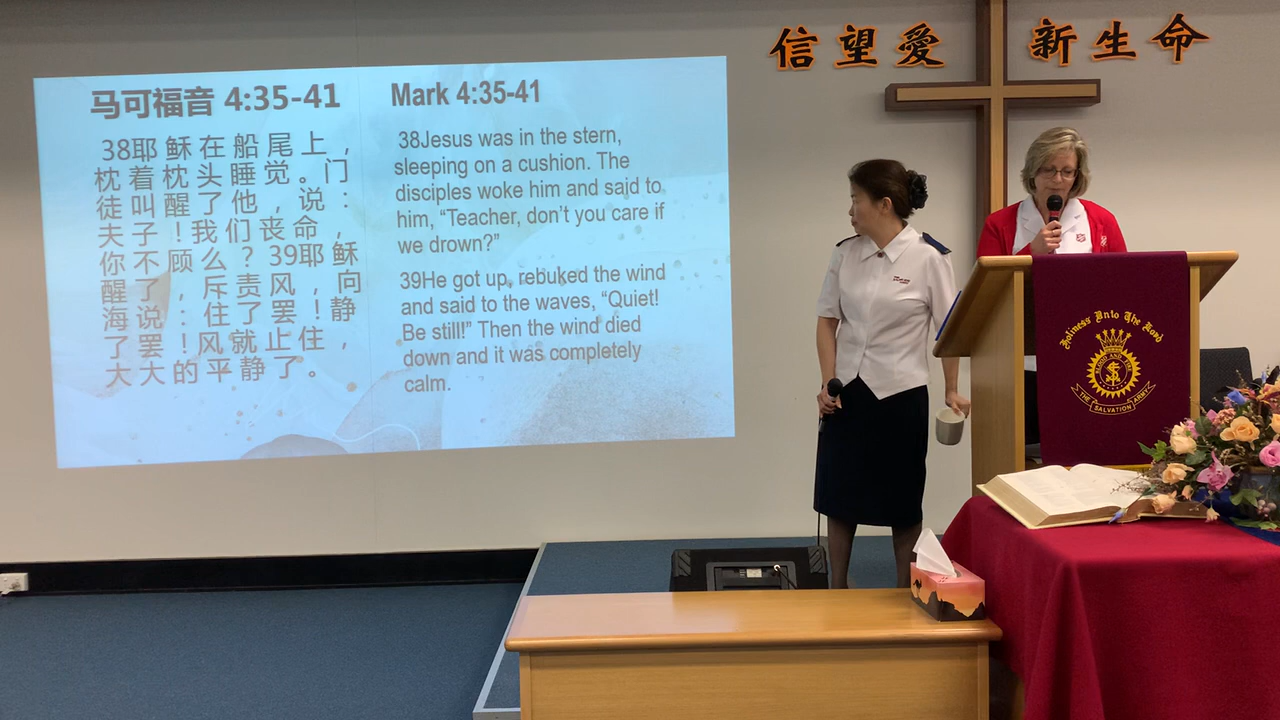 信望愛 新生命
马可福音 4:35-41
38耶稣在船尾上，
枕着枕头睡觉。门
徒叫醒了他，说：
夫子！我们丧命，
你不顾么？39耶稣
醒了，斥责风，向
海说：住了罢！静
了罢！风就止住，
大大的平静了。
Mark 4:35-41
38Jesus was in the stern,
sleeping on a cushion. The
disciples woke him and said to
him, “Teacher, don’t you care if
we drown?”
39He got up, rebuked the wind
and said to the waves, “Quiet!
Be still!” Then the wind died
down and it was completely
calm.
Holiness Unto The Lord
BLOOD AND FIRE
THE SALVATION ARMY